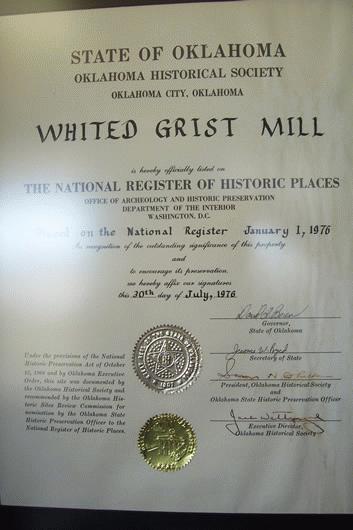 STATE OF OKLAHOMA
OKLAHOMA HISTORICAL SOCIETY
OKLAHOMA CITY, OKLAHOMA
WHITED GRIST MILL
is hereby officially listed on
THE NATIONAL REGISTER OF HISTORIC PLACES
OFFICE OF ARCHEOLOGY AND HISTORIC PRESERVATION
DEPARTMENT OF THE INTERIOR
WASHINGTON, D.C.
on the National Register January 1, 1976
In recognition of the outstanding significance of this property
and
to encourage its preservation,
we hereby affix our signatures
this 30th day of July, 1976
Governor,
State of Oklahoma
Secretary of State
President, Oklahoma Historical Society and
Oklahoma State Historic Preservation Officer
Executive Director,
Oklahoma Historical Society
Under the provisions of the National
Historic Preservation Act of October
15, 1966 and by Oklahoma Executive
Order, this site was documented by
the Oklahoma Historical Society and
recommended by the Oklahoma His-
toric Sites Review Commission for
nomination by the Oklahoma State
Historic Preservation Officer to the
National Register of Historic Places.
1907